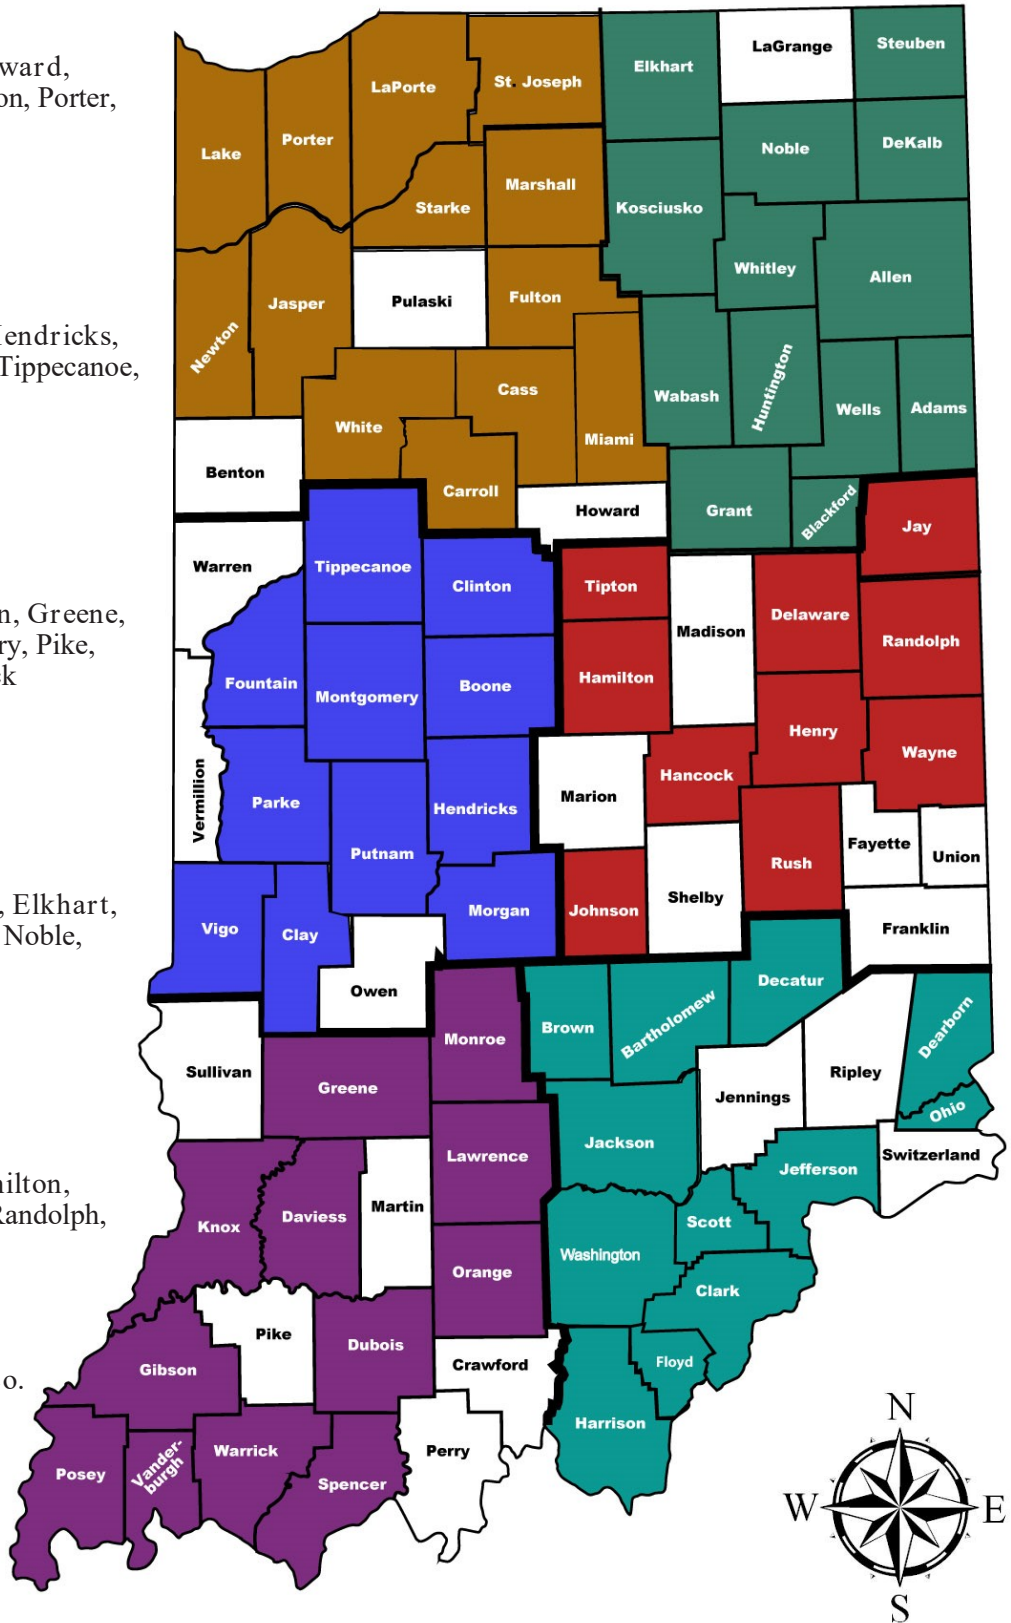 ward,
on, Porter,
Hendricks,
Tippecanoe,
n, Greene,
ry, Pike,
k
, Elkhart,
Noble,
milton,
Randolph,
o.
LaGrange
Steuben
Elkhart
LaPorte
St. Joseph
Lake
Porter
Noble
DeKalb
Marshall
Starke
Kosciusko
Whitley
Allen
Pulaski
Fulton
Jasper
Newton
Cass
Wabash
Huntington
Wells
Adams
White
Miami
Benton
Carroll
Howard
Grant
Blackford
Jay
Warren
Tippecanoe
Clinton
Tipton
Madison
Delaware
Randolph
Fountain
Montgomery
Boone
Hamilton
Henry
Wayne
Vermillion
Parke
Hendricks
Marion
Hancock
Putnam
Rush
Fayette
Union
Vigo
Clay
Morgan
Johnson
Shelby
Franklin
Owen
Decatur
Monroe
Brown
Bartholomew
Dearborn
Sullivan
Greene
Jennings
Ripley
Ohio
Lawrence
Jackson
Jefferson
Switzerland
Knox
Daviess
Martin
Scott
Orange
Washington
Clark
Pike
Dubois
Gibson
Crawford
Floyd
Harrison
Posey
Vander-
burgh
Warrick
Spencer
Perry
N
W
E
S